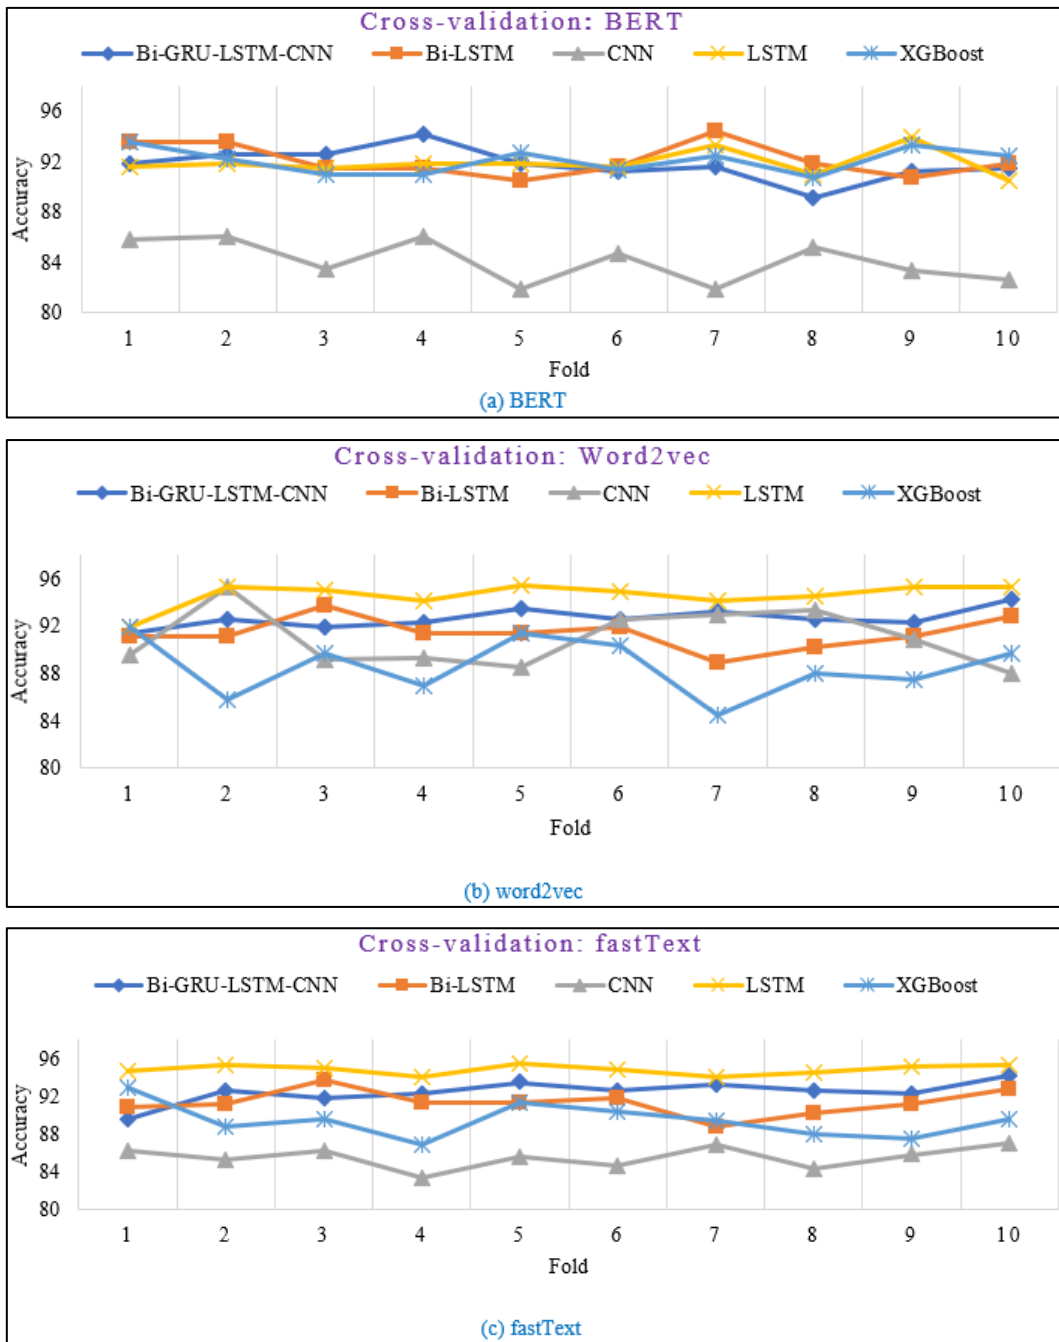 Cross-validation: BERT
Bi-GRU-LSTM-CNN Bi-LSTM CNN LSTM XGBoost
96
92
88
84
80
Accuracy
1 2 3 4 5 6 7 8 9 10
Fold
(a) BERT
Cross-validation: Word2vec
Bi-GRU-LSTM-CNN Bi-LSTM CNN LSTM XGBoost
96
92
88
84
80
Accuracy
1 2 3 4 5 6 7 8 9 10
Fold
(b) word2vec
Cross-validation: fastText
Bi-GRU-LSTM-CNN Bi-LSTM CNN LSTM XGBoost
96
92
88
84
80
Accuracy
1 2 3 4 5 6 7 8 9 10
Fold
(c) fastText